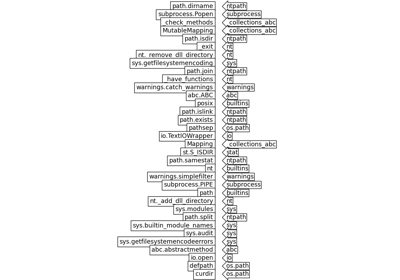 path.dirname ntpath
subprocess.Popen subprocess
_check_methods _collections_abc
MutableMapping _collections_abc
path.isdir ntpath
_exit nt
nt._remove_dll_directory nt
sys.getfilesystemencoding sys
path.join ntpath
_have_functions nt
warnings.catch_warnings warnings
abc.ABC abc
posix builtins
path.islink ntpath
path.exists ntpath
pathsep os.path
io.TextIOWrapper io
Mapping _collections_abc
st.S_ISDIR stat
path.samestat ntpath
nt builtins
warnings.simplefilter warnings
subprocess.PIPE subprocess
path builtins
nt._add_dll_directory nt
sys.modules sys
path.split ntpath
sys.builtin_module_names sys
sys.audit sys
sys.getfilesystemencodeerrors sys
abc.abstractmethod abc
io.open io
defpath os.path
curdir os.path